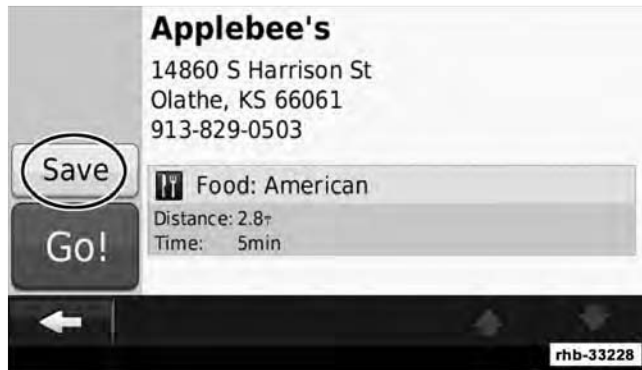 Applebee's
14860 S Harrison St
Olathe, KS 66061
913-829-0503
Save
Food: American
Go!
Distance: 2.8
Time: 5min
rhb-33228